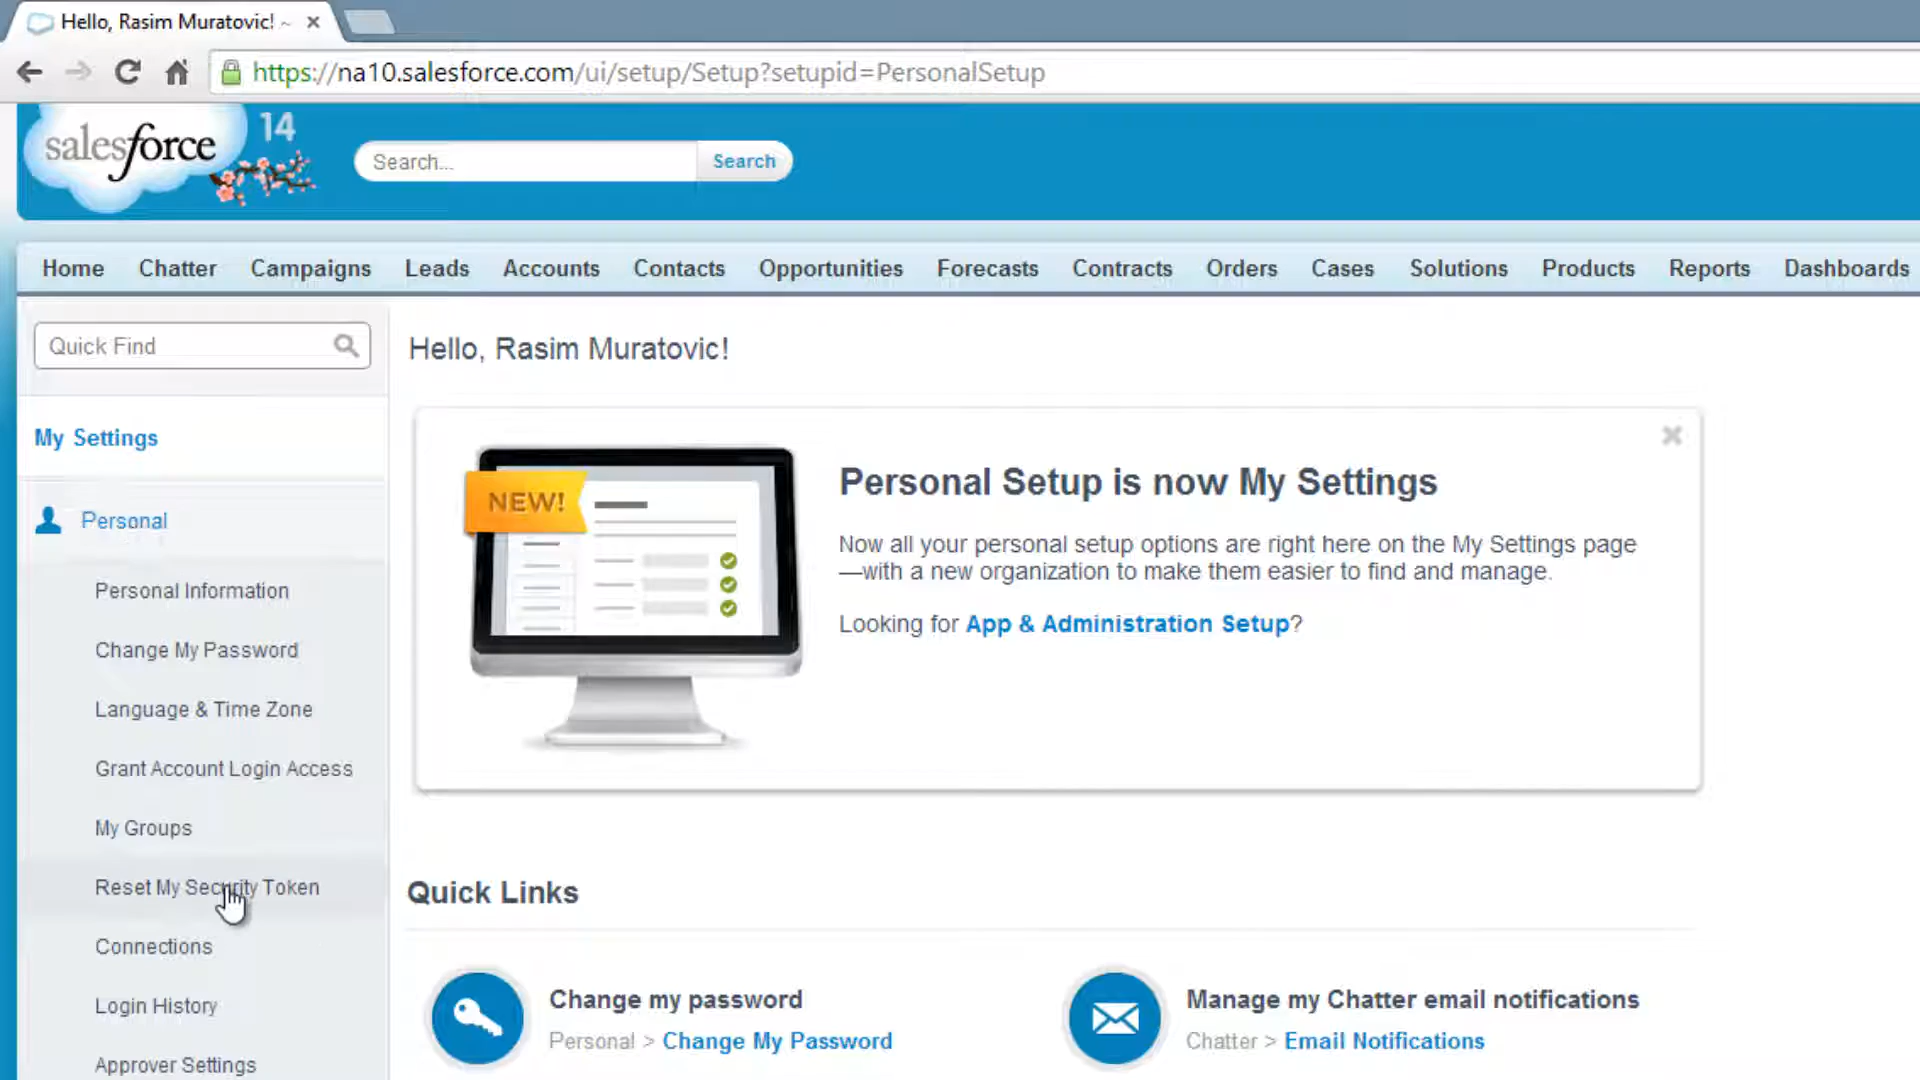 Hello, Rasim Muratovic! ~
https://na10.salesforce.com/ui/setup/Setup?setupid=PersonalSetup
salesforce
14
Search...
Search
Home Chatter Campaigns Leads Accounts Contacts Opportunities Forecasts Contracts Orders Cases Solutions Products Reports Dashboards
Quick Find
Hello, Rasim Muratovic!
My Settings
NEW!
Personal Setup is now My Settings
Now all your personal setup options are right here on the My Settings page
—with a new organization to make them easier to find and manage.
Looking for App & Administration Setup?
Personal
Personal Information
Change My Password
Language & Time Zone
Grant Account Login Access
My Groups
Reset My Security Token
Connections
Login History
Approver Settings
Quick Links
Change my password
Personal > Change My Password
Manage my Chatter email notifications
Chatter > Email Notifications